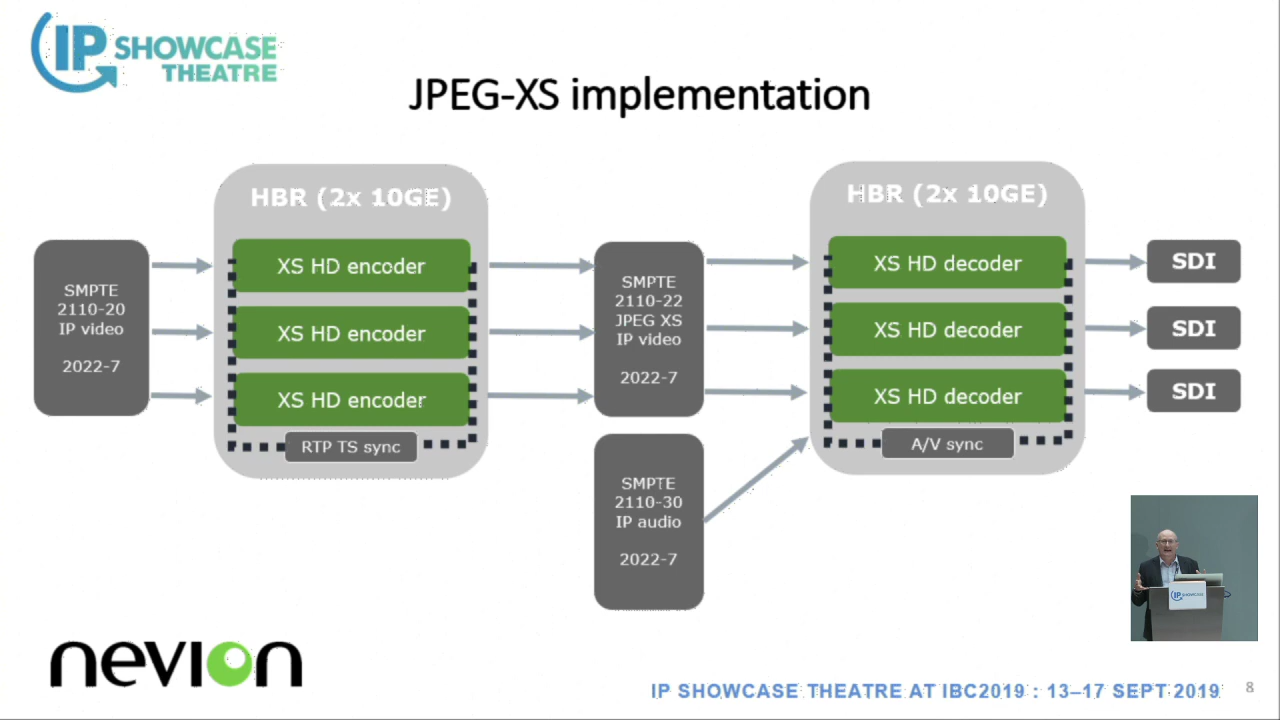 IP SHOWCASE
THEATRE
JPEG-XS implementation
HBR (2x 10GE)
XS HD encoder
XS HD encoder
XS HD encoder
RTP TS sync
SMPTE
2110-20
IP video
2022-7
SMPTE
2110-22
JPEG XS
IP video
2022-7
SMPTE
2110-30
IP audio
2022-7
HBR (2x 10GE)
XS HD decoder
XS HD decoder
XS HD decoder
A/V sync
SDI
SDI
SDI
IP SHOWCASE
nevion
IP SHOWCASE THEATRE AT IBC2019 : 13–17 SEPT 2019
8